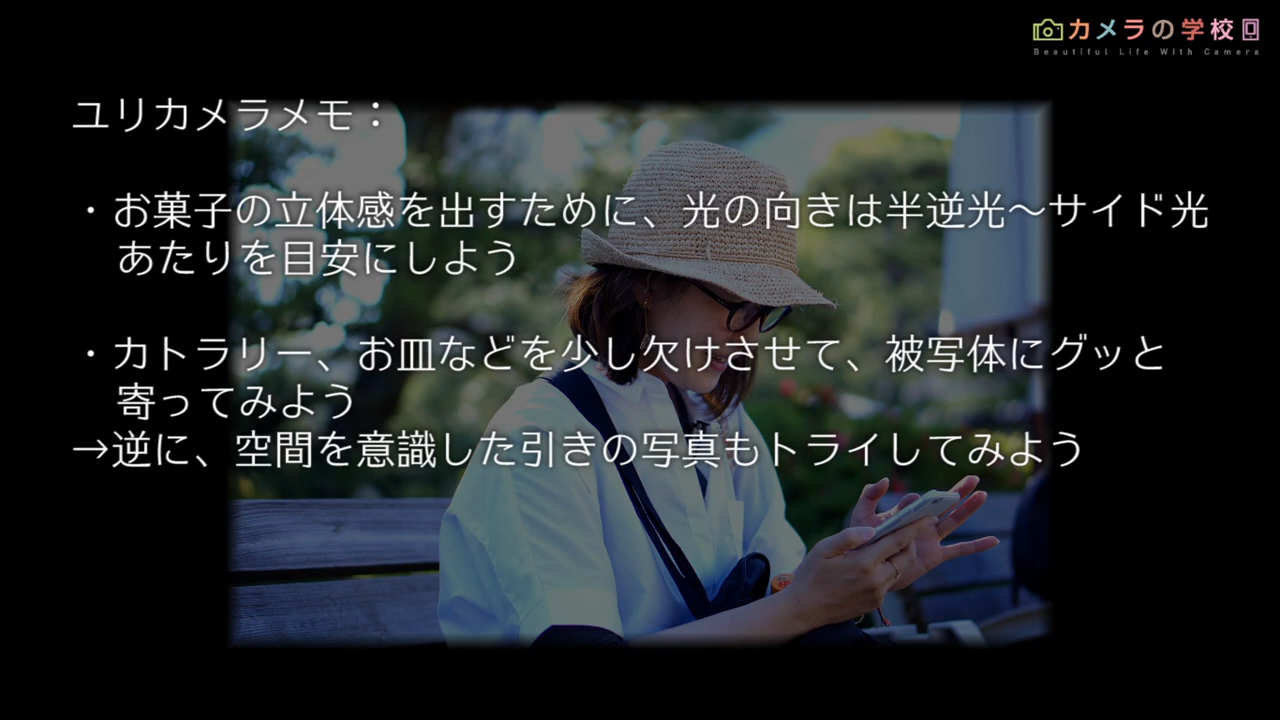 カメラの学校
Beautiful Life With Camera
ユリカメラメモ：
・お菓子の立体感を出すために、光の向きは半逆光～サイド光
あたりを目安にしよう
・カトラリー、お皿などを少し欠けさせて、被写体にグッと
寄ってみよう
→逆に、空間を意識した引きの写真もトライしてみよう